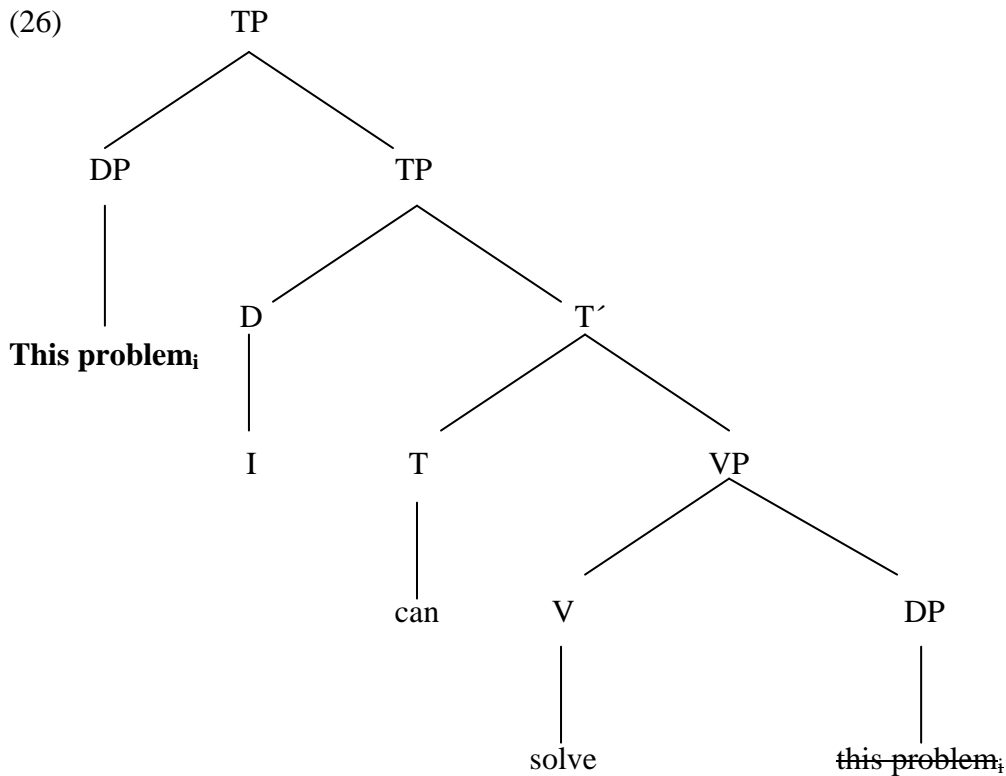 (26) TP
DP TP
D T´
This problemᵢ
I T VP
can V DP
solve this problemᵢ